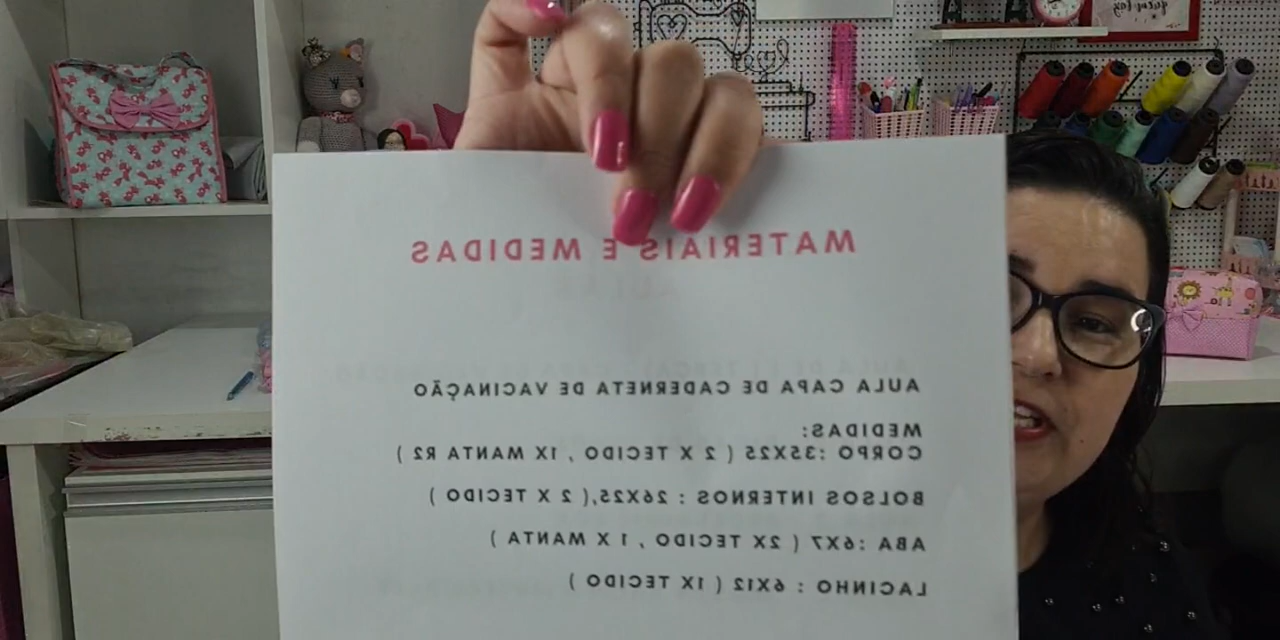 MATERIAIS E MEDIDAS
AULA CAPA DE CADERNETA DE VACINAÇÃO
MEDIDAS:
CORPO :35X25 ( 2 X TECIDO , 1X MANTA R2 )
BOLSOS INTERNOS : 26X25,( 2 X TECIDO )
ABA :6X7 ( 2X TECIDO , 1 X MANTA )
LACINHO : 6X12 ( 1X TECIDO )